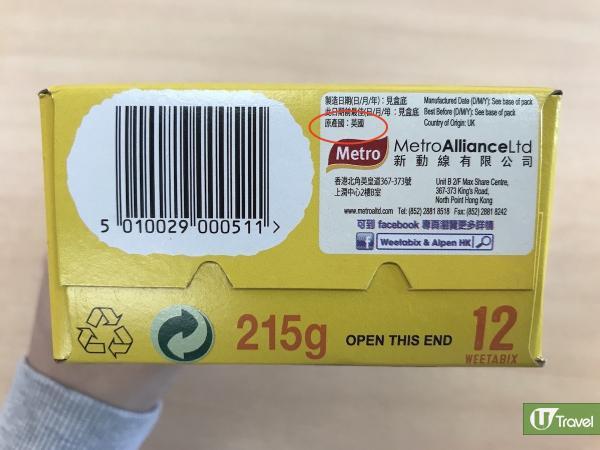 製造日期(日/月/年)：見盒底 Manufactured Date (D/M/Y): See base of pack
此日期前最佳(日/月/年)：見盒底 Best Before (D/M/Y): See base of pack
原產國：英國 Country of Origin: UK
Metro MetroAllianceLtd
新動線有限公司
香港北角英皇道367-373號
上潤中心2樓B室
Unit B 2/F Max Share Centre,
367-373 King's Road,
North Point Hong Kong
www.metroaltd.com Tel: (852) 2881 8518 Fax: (852) 2881 8242
可到 facebook 專頁瀏覽更多詳情
Weetabix & Alpen HK
5 010029 000511 >
215g OPEN THIS END 12
WEETABIX
U Travel